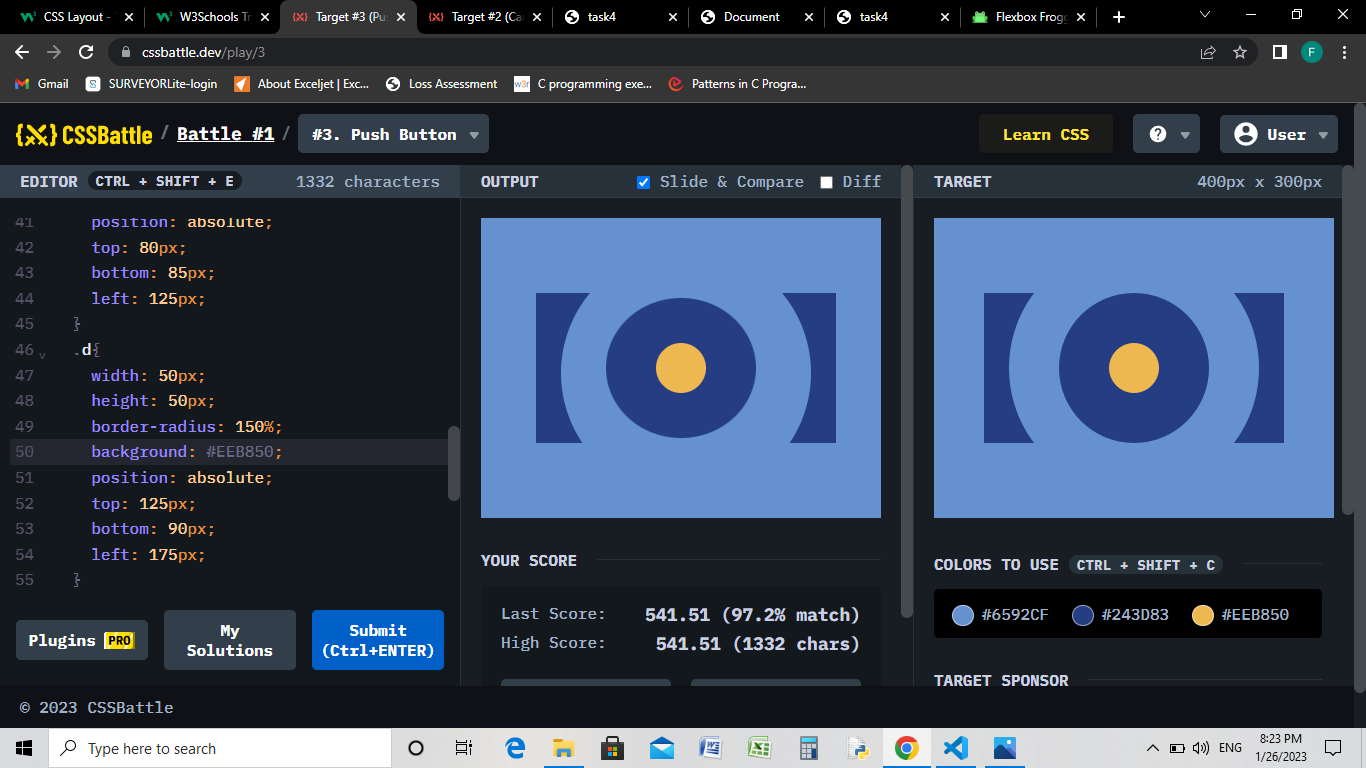 CSS Layout -
W3Schools Tr
Target #3 (Pu
Target #2 (Ca
task4
Document
task4
Flexbox Frogg
cssbattle.dev/play/3
F
Gmail
SURVEYORLite-login
About Exceljet | Exc...
Loss Assessment
w3r
C programming exe...
Patterns in C Progra...
{X} CSSBattle / Battle #1 / #3. Push Button
Learn CSS
?
User
EDITOR CTRL + SHIFT + E 1332 characters
41 position: absolute;
42 top: 80px;
43 bottom: 85px;
44 left: 125px;
45 }
46 .d{
47 width: 50px;
48 height: 50px;
49 border-radius: 150%;
50 background: #EEB850;
51 position: absolute;
52 top: 125px;
53 bottom: 90px;
54 left: 175px;
55 }
Plugins PRO
My Solutions
Submit
(Ctrl+ENTER)
OUTPUT Slide & Compare Diff
YOUR SCORE
Last Score: 541.51 (97.2% match)
High Score: 541.51 (1332 chars)
TARGET 400px x 300px
COLORS TO USE CTRL + SHIFT + C
#6592CF #243D83 #EEB850
TARGET SPONSOR
© 2023 CSSBattle
Type here to search
ENG
8:23 PM
1/26/2023